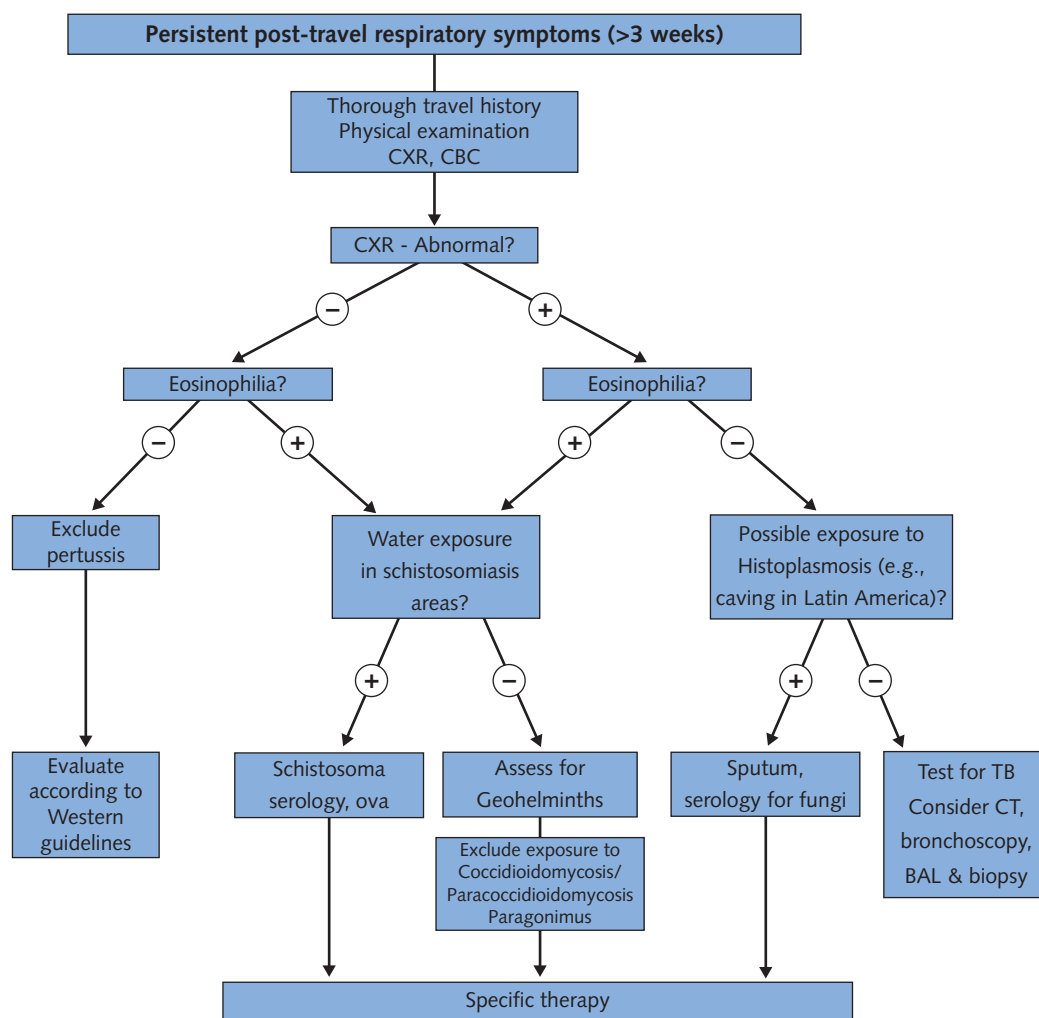 Persistent post-travel respiratory symptoms (>3 weeks)
Thorough travel history
Physical examination
CXR, CBC
CXR - Abnormal?
−
+
Eosinophilia?
Eosinophilia?
−
+
+
−
Exclude
pertussis
Water exposure
in schistosomiasis
areas?
Possible exposure to
Histoplasmosis (e.g.,
caving in Latin America)?
+
−
+
−
Evaluate
according to
Western
guidelines
Schistosoma
serology, ova
Assess for
Geohelminths
Exclude exposure to
Coccidioidomycosis/
Paracoccidioidomycosis
Paragonimus
Sputum,
serology for fungi
Test for TB
Consider CT,
bronchoscopy,
BAL & biopsy
Specific therapy